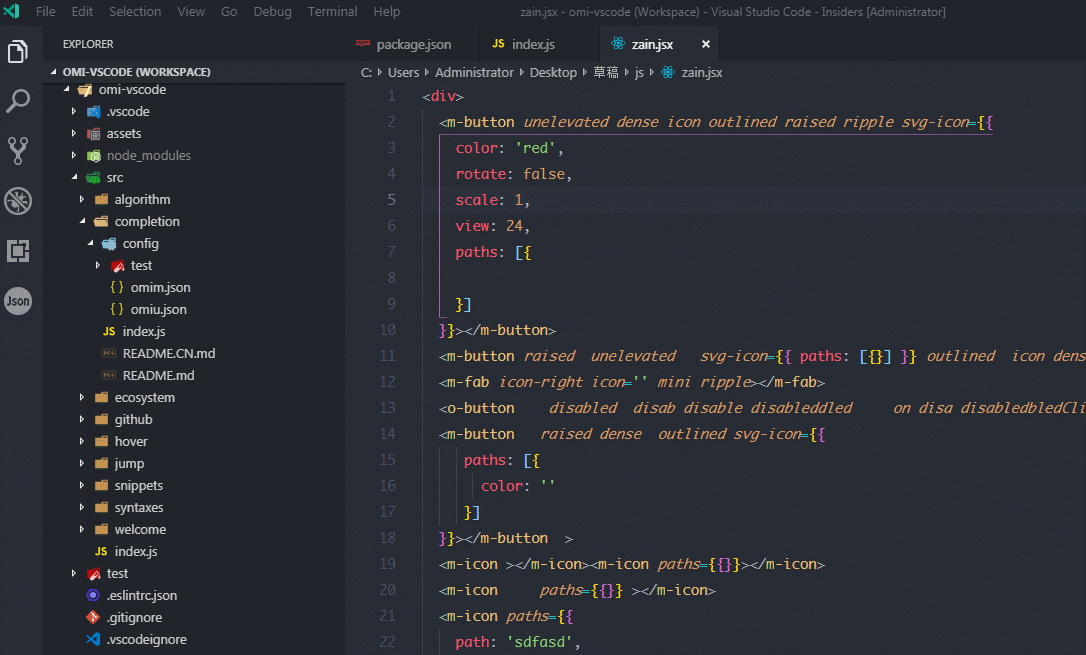 File Edit Selection View Go Debug Terminal Help zain.jsx - omi-vscode (Workspace) - Visual Studio Code - Insiders [Administrator]
EXPLORER
OMI-VSCODE (WORKSPACE)
omi-vscode
.vscode
assets
node_modules
src
algorithm
completion
config
test
{ } omim.json
{ } omiu.json
JS index.js
README.CN.md
README.md
ecosystem
github
hover
jump
snippets
syntaxes
welcome
JS index.js
test
.eslintrc.json
.gitignore
.vscodeignore
Json
package.json JS index.js zain.jsx ×
C: Users Administrator Desktop 草稿 js zain.jsx
1 <div>
2 <m-button unelevated dense icon outlined raised ripple svg-icon={{
3 color: 'red',
4 rotate: false,
5 scale: 1,
6 view: 24,
7 paths: [{
8
9 }]
10 }}></m-button>
11 <m-button raised  unelevated   svg-icon={{ paths: [{}] }} outlined  icon dens
12 <m-fab icon-right icon='' mini ripple></m-fab>
13 <o-button    disabled  disab disable disableddled     on disa disabledbledCli
14 <m-button   raised dense  outlined svg-icon={{
15 paths: [{
16 color: ''
17 }]
18 }}></m-button  >
19 <m-icon ></m-icon><m-icon paths={{}}></m-icon>
20 <m-icon     paths={{}} ></m-icon>
21 <m-icon paths={{
22 path: 'sdfasd',